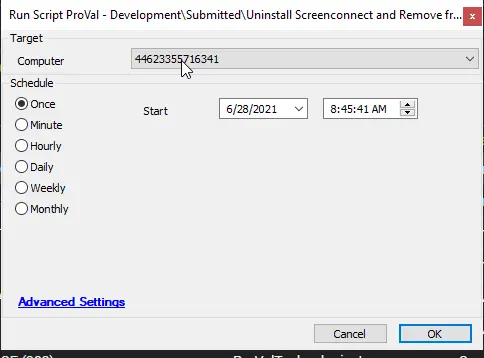 Run Script ProVal - Development\Submitted\Uninstall Screenconnect and Remove fr...
x
Target
Computer
44623355716341
Schedule
Once
Start
6/28/2021
8:45:41 AM
Minute
Hourly
Daily
Weekly
Monthly
Advanced Settings
Cancel
OK